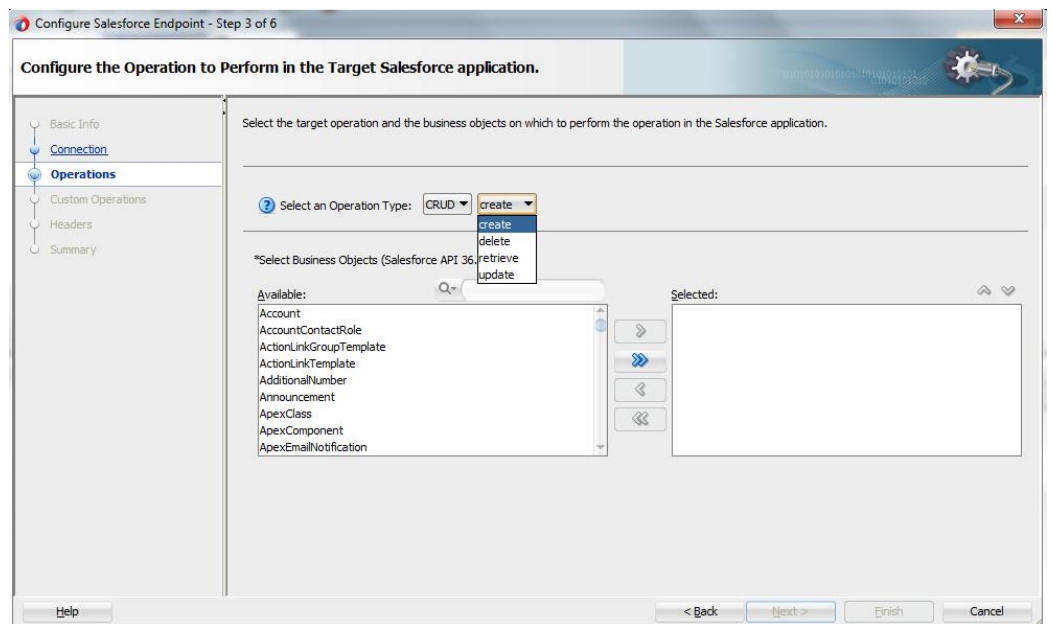 Configure Salesforce Endpoint - Step 3 of 6
Configure the Operation to Perform in the Target Salesforce application.
Basic Info
Connection
Operations
Custom Operations
Headers
Summary
Select the target operation and the business objects on which to perform the operation in the Salesforce application.
Select an Operation Type: CRUD create
create
delete
retrieve
update
*Select Business Objects (Salesforce API 36.
Available:
Account
AccountContactRole
ActionLinkGroupTemplate
ActionLinkTemplate
AdditionalNumber
Announcement
ApexClass
ApexComponent
ApexEmailNotification
Selected:
Help
< Back
Next >
Finish
Cancel